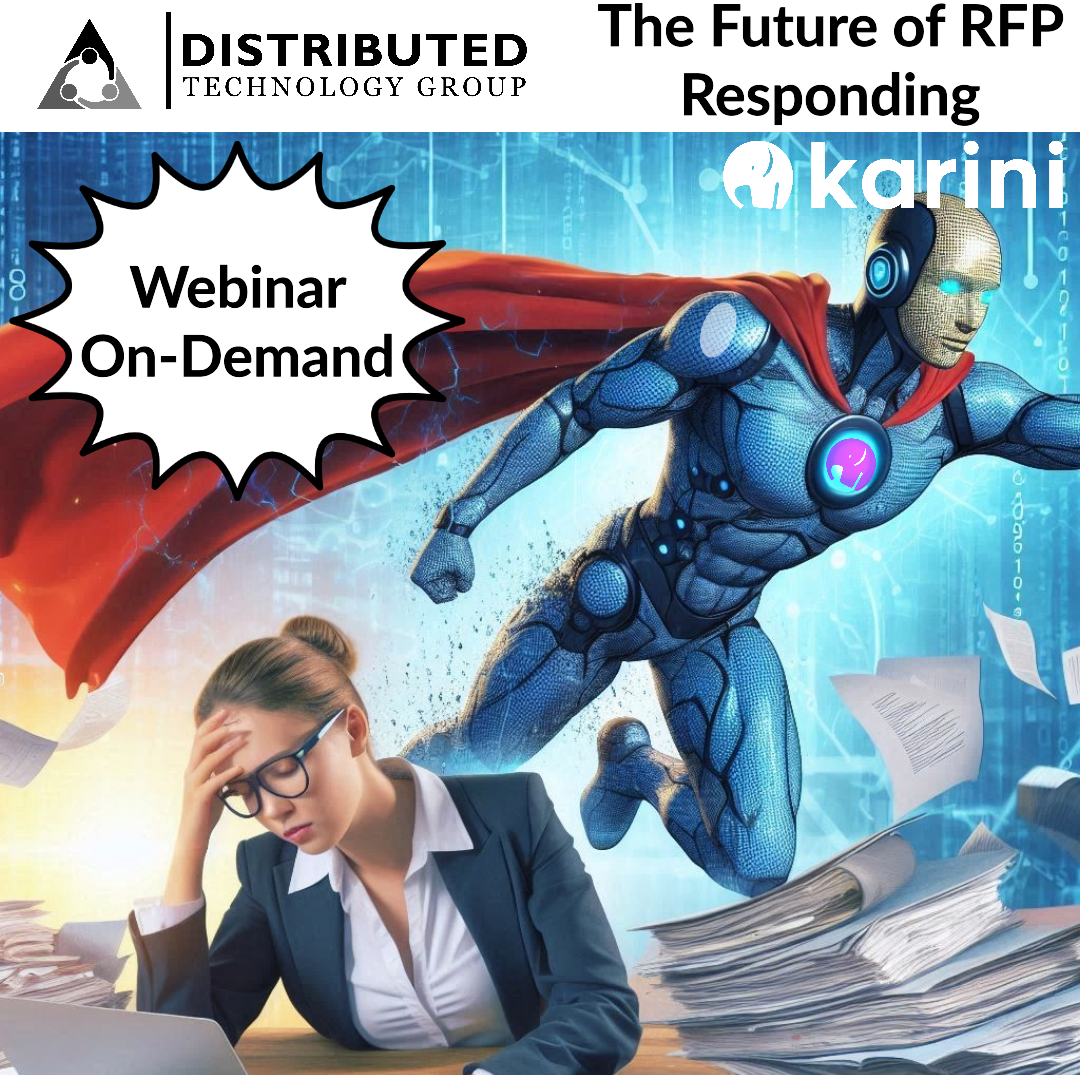 DISTRIBUTED
TECHNOLOGY GROUP
The Future of RFP
Responding
karini
Webinar
On-Demand